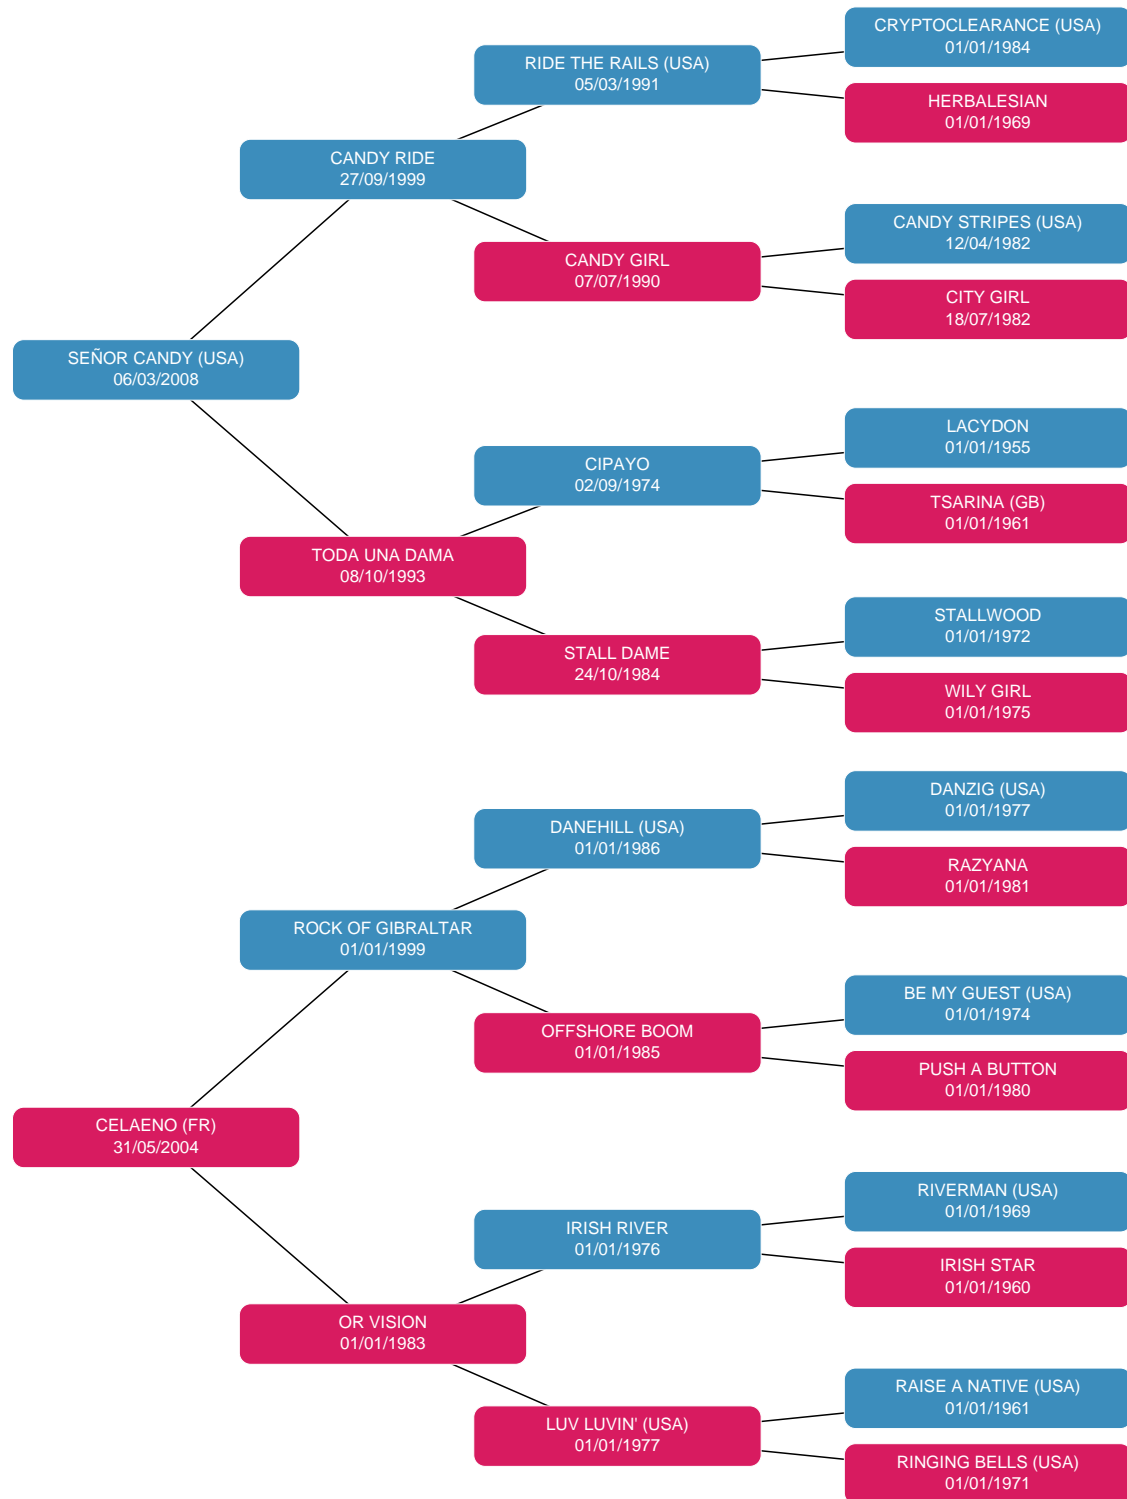 CRYPTOCLEARANCE (USA)
01/01/1984
RIDE THE RAILS (USA)
05/03/1991
HERBALESIAN
01/01/1969
CANDY RIDE
27/09/1999
CANDY STRIPES (USA)
12/04/1982
CANDY GIRL
07/07/1990
CITY GIRL
18/07/1982
SEÑOR CANDY (USA)
06/03/2008
LACYDON
01/01/1955
CIPAYO
02/09/1974
TSARINA (GB)
01/01/1961
TODA UNA DAMA
08/10/1993
STALLWOOD
01/01/1972
STALL DAME
24/10/1984
WILY GIRL
01/01/1975
DANZIG (USA)
01/01/1977
DANEHILL (USA)
01/01/1986
RAZYANA
01/01/1981
ROCK OF GIBRALTAR
01/01/1999
BE MY GUEST (USA)
01/01/1974
OFFSHORE BOOM
01/01/1985
PUSH A BUTTON
01/01/1980
CELAENO (FR)
31/05/2004
RIVERMAN (USA)
01/01/1969
IRISH RIVER
01/01/1976
IRISH STAR
01/01/1960
OR VISION
01/01/1983
RAISE A NATIVE (USA)
01/01/1961
LUV LUVIN' (USA)
01/01/1977
RINGING BELLS (USA)
01/01/1971